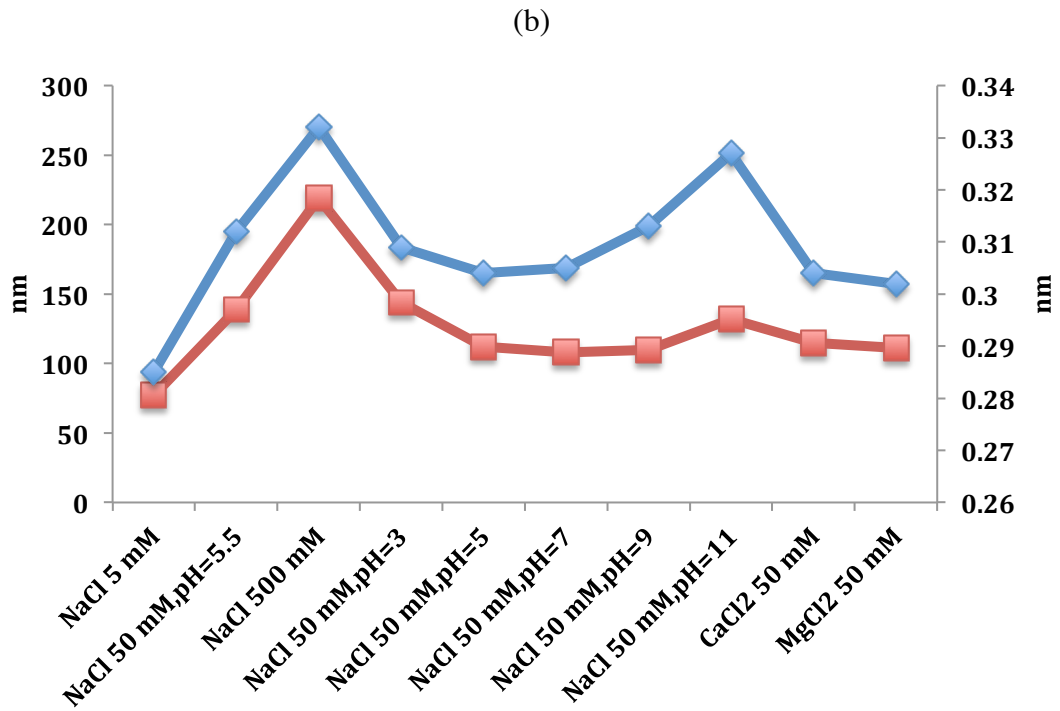 (b)
300
250
200
150
100
50
0
nm
0.34
0.33
0.32
0.31
0.3
0.29
0.28
0.27
0.26
nm
NaCl 5 mM
NaCl 50 mM,pH=5.5
NaCl 500 mM
NaCl 50 mM,pH=3
NaCl 50 mM,pH=5
NaCl 50 mM,pH=7
NaCl 50 mM,pH=9
NaCl 50 mM,pH=11
CaCl2 50 mM
MgCl2 50 mM